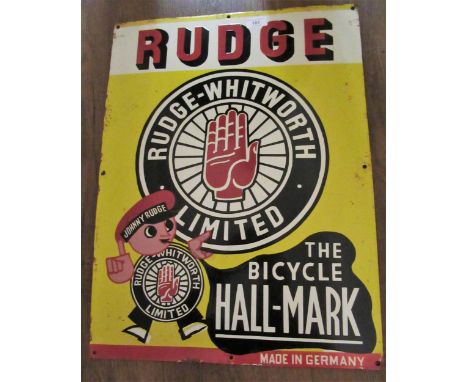 RUDGE
RUDGE-WHITWORTH
LIMITED
JOHNNY RUDGE
RUDGE-WHITWORTH
LIMITED
THE
BICYCLE
HALL-MARK
MADE IN GERMANY